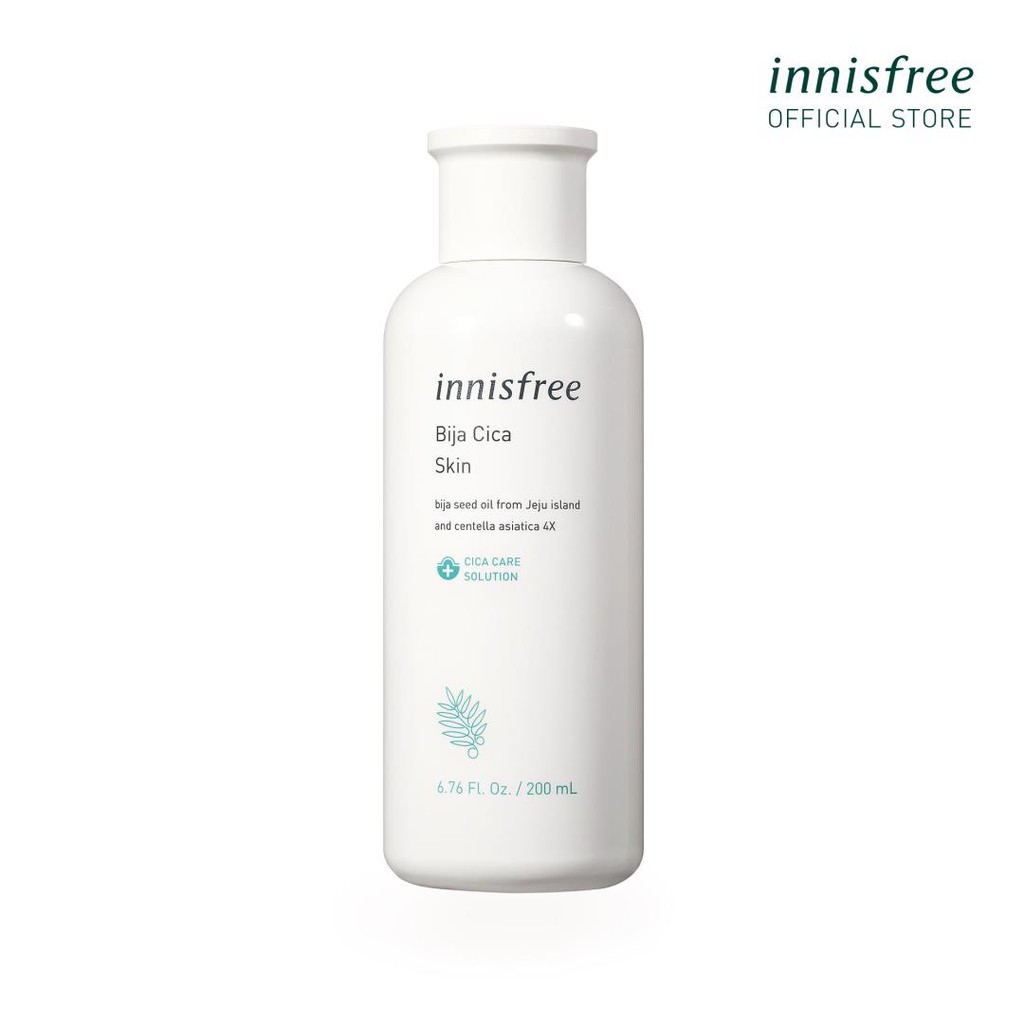 innisfree
OFFICIAL STORE
innisfree
Bija Cica
Skin
bija seed oil from Jeju island
and centella asiatica 4X
CICA CARE
SOLUTION
6.76 Fl. Oz. / 200 mL